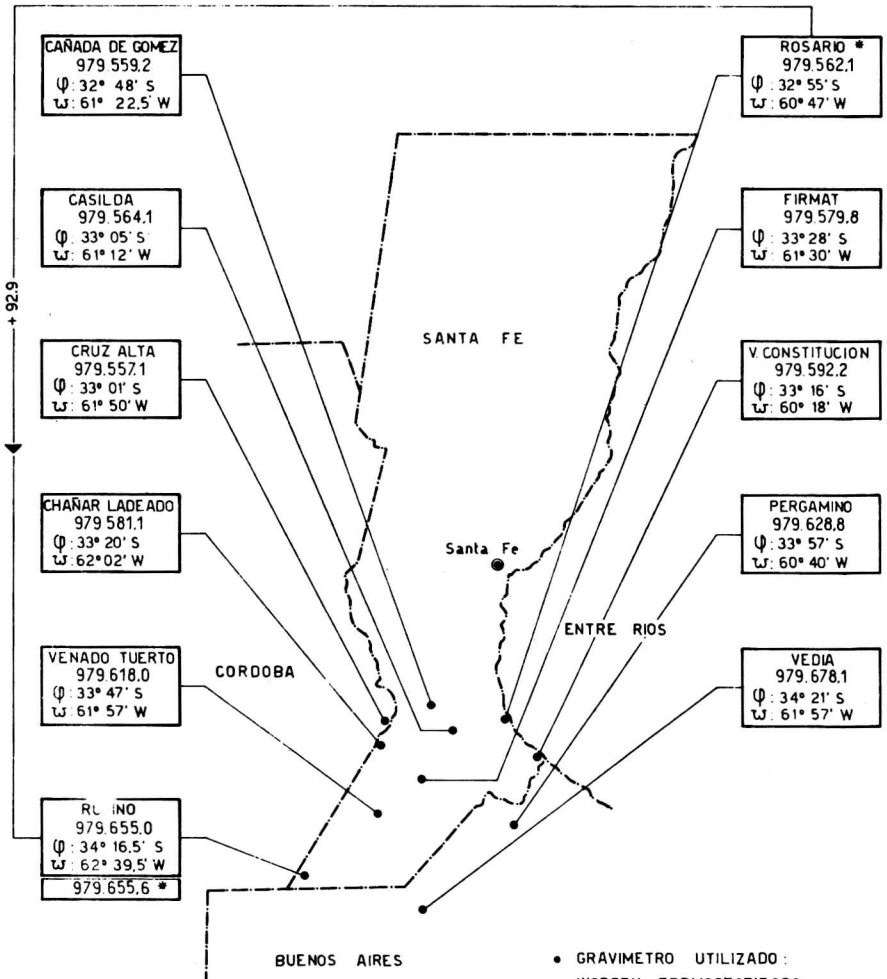 CAÑADA DE GOMEZ
979.559,2
φ: 32° 48' S
ω: 61° 22,5' W
ROSARIO *
979.562,1
φ: 32° 55' S
ω: 60° 47' W
CASILDA
979.564,1
φ: 33° 05' S
ω: 61° 12' W
FIRMAT
979.579,8
φ: 33° 28' S
ω: 61° 30' W
+ 92.9
SANTA FE
CRUZ ALTA
979.557,1
φ: 33° 01' S
ω: 61° 50' W
V. CONSTITUCION
979.592,2
φ: 33° 16' S
ω: 60° 18' W
CHAÑAR LADEADO
979 581,1
φ: 33° 20' S
ω: 62° 02' W
PERGAMINO
979.628,8
φ: 33° 57' S
ω: 60° 40' W
Santa Fe
ENTRE RIOS
VENADO TUERTO
979.618,0
φ: 33° 47' S
ω: 61° 57' W
CORDOBA
VEDIA
979.678,1
φ: 34° 21' S
ω: 61° 57' W
979.655,0
φ: 34° 16,5' S
ω: 62° 39,5' W
979.655,6 *
BUENOS AIRES
• GRAVIMETRO UTILIZADO :